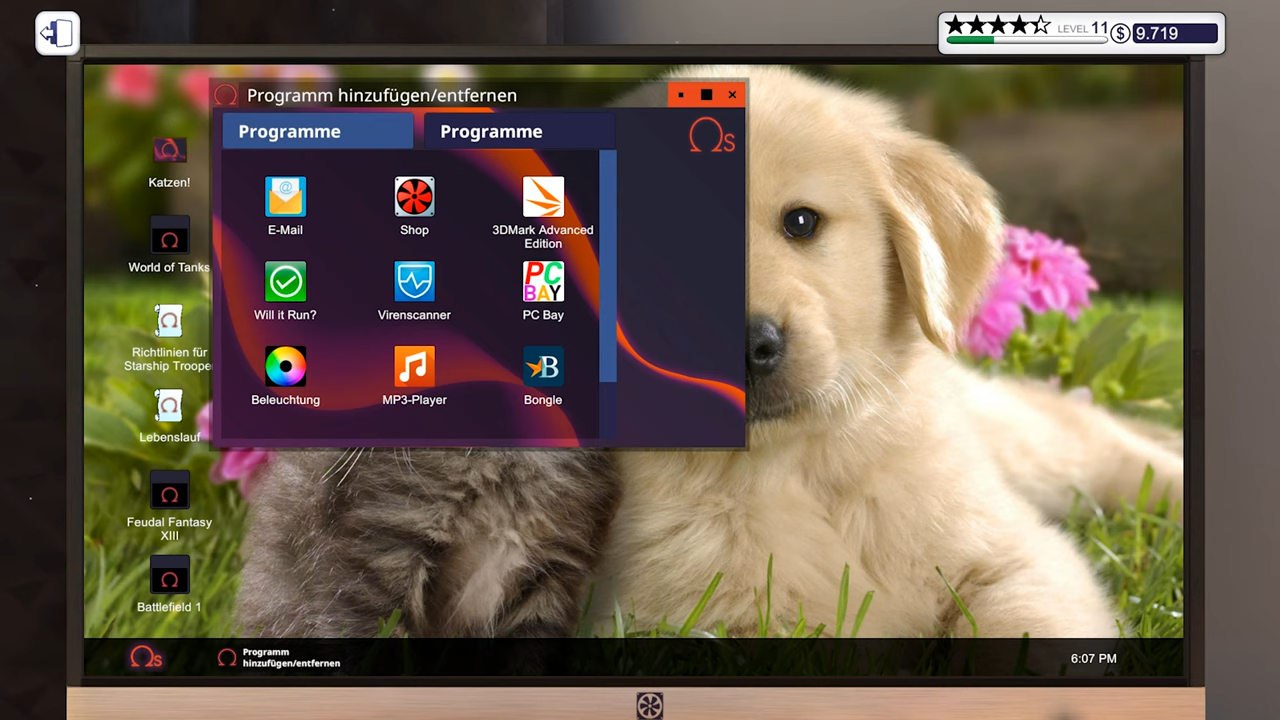 LEVEL 11
$ 9.719
Programm hinzufügen/entfernen
Programme
Programme
Ωs
E-Mail
Shop
3DMark Advanced
Edition
Will it Run?
Virenscanner
PC BAY
PC Bay
Beleuchtung
MP3-Player
B
Bongle
Katzen!
World of Tanks
Richtlinien für
Starship Troope
Lebenslauf
Feudal Fantasy
XIII
Battlefield 1
Ωs
Programm
hinzufügen/entfernen
6:07 PM